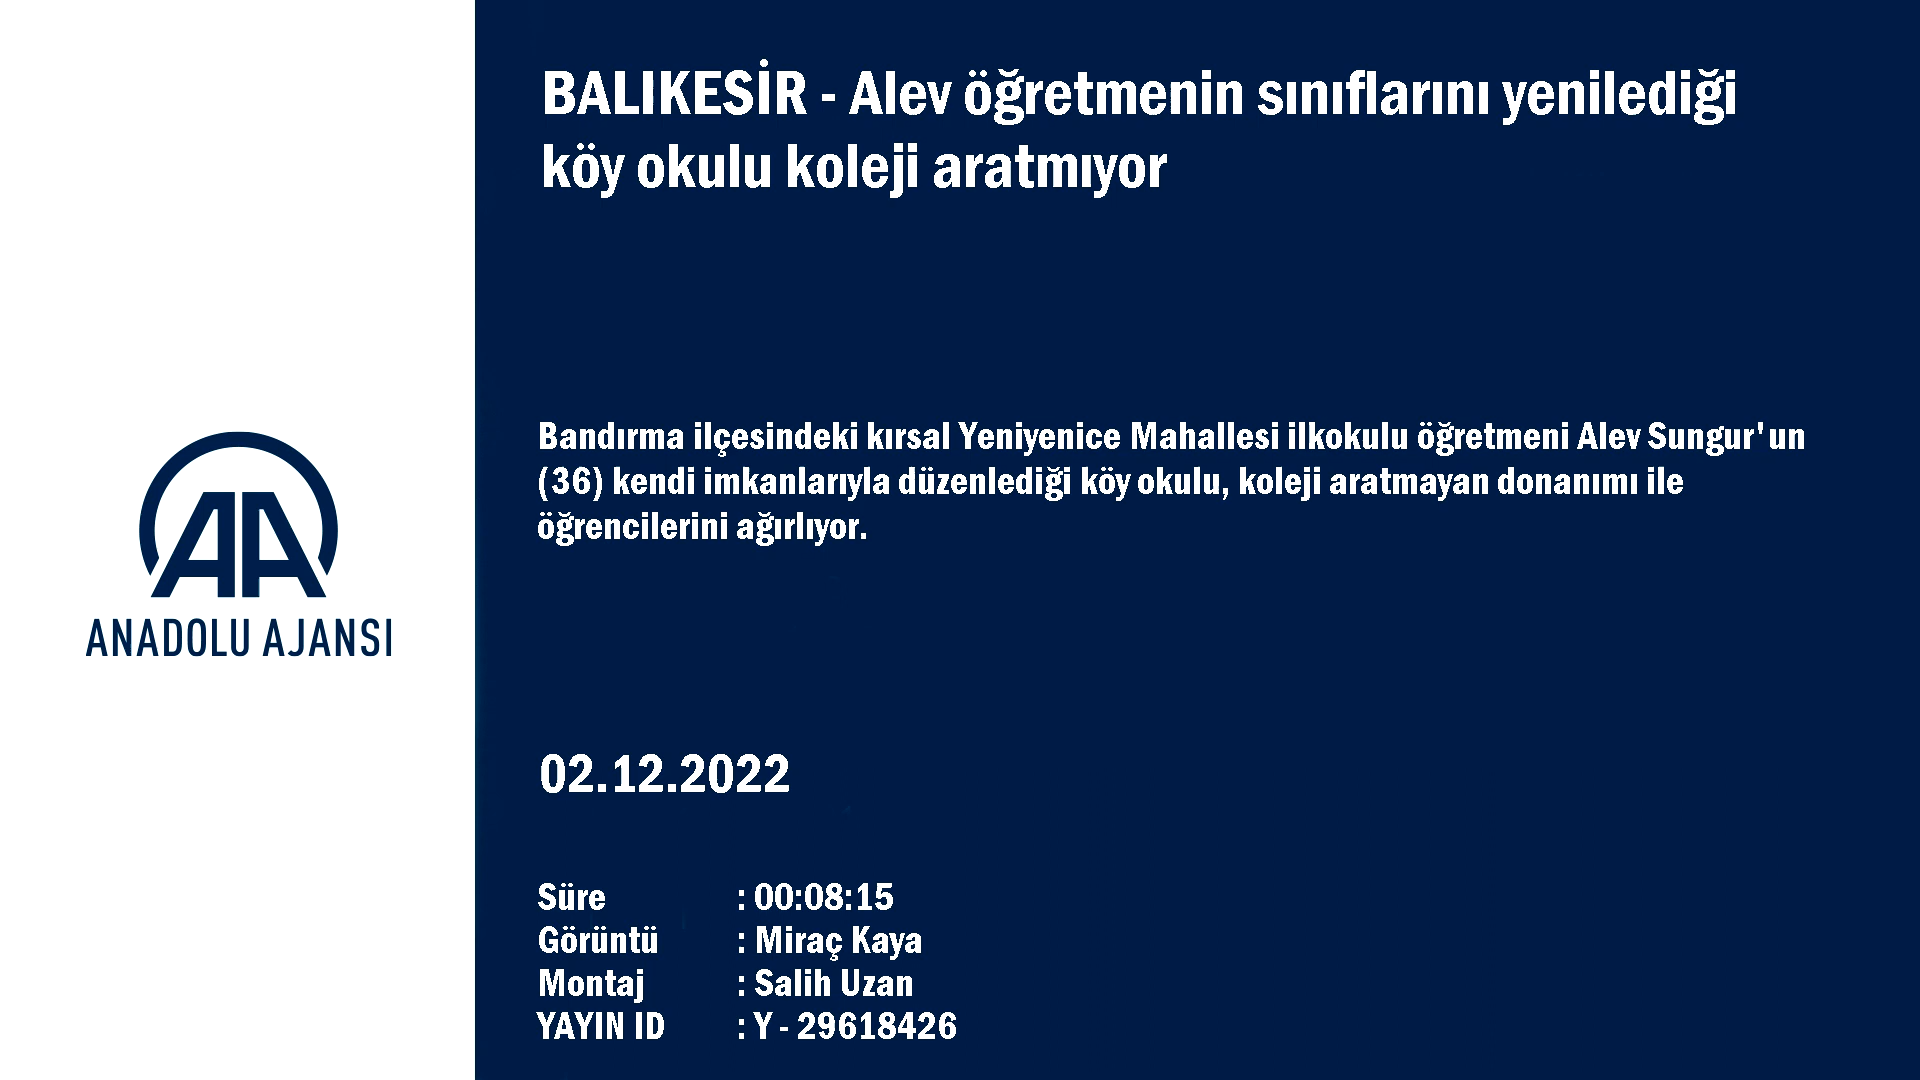 BALIKESİR - Alev öğretmenin sınıflarını yenilediği
köy okulu koleji aratmıyor
Bandırma ilçesindeki kırsal Yeniyenice Mahallesi ilkokulu öğretmeni Alev Sungur'un
(36) kendi imkanlarıyla düzenlediği köy okulu, koleji aratmayan donanımı ile
öğrencilerini ağırlıyor.
AA
ANADOLU AJANSI
02.12.2022
Süre : 00:08:15
Görüntü : Miraç Kaya
Montaj : Salih Uzan
YAYIN ID : Y - 29618426